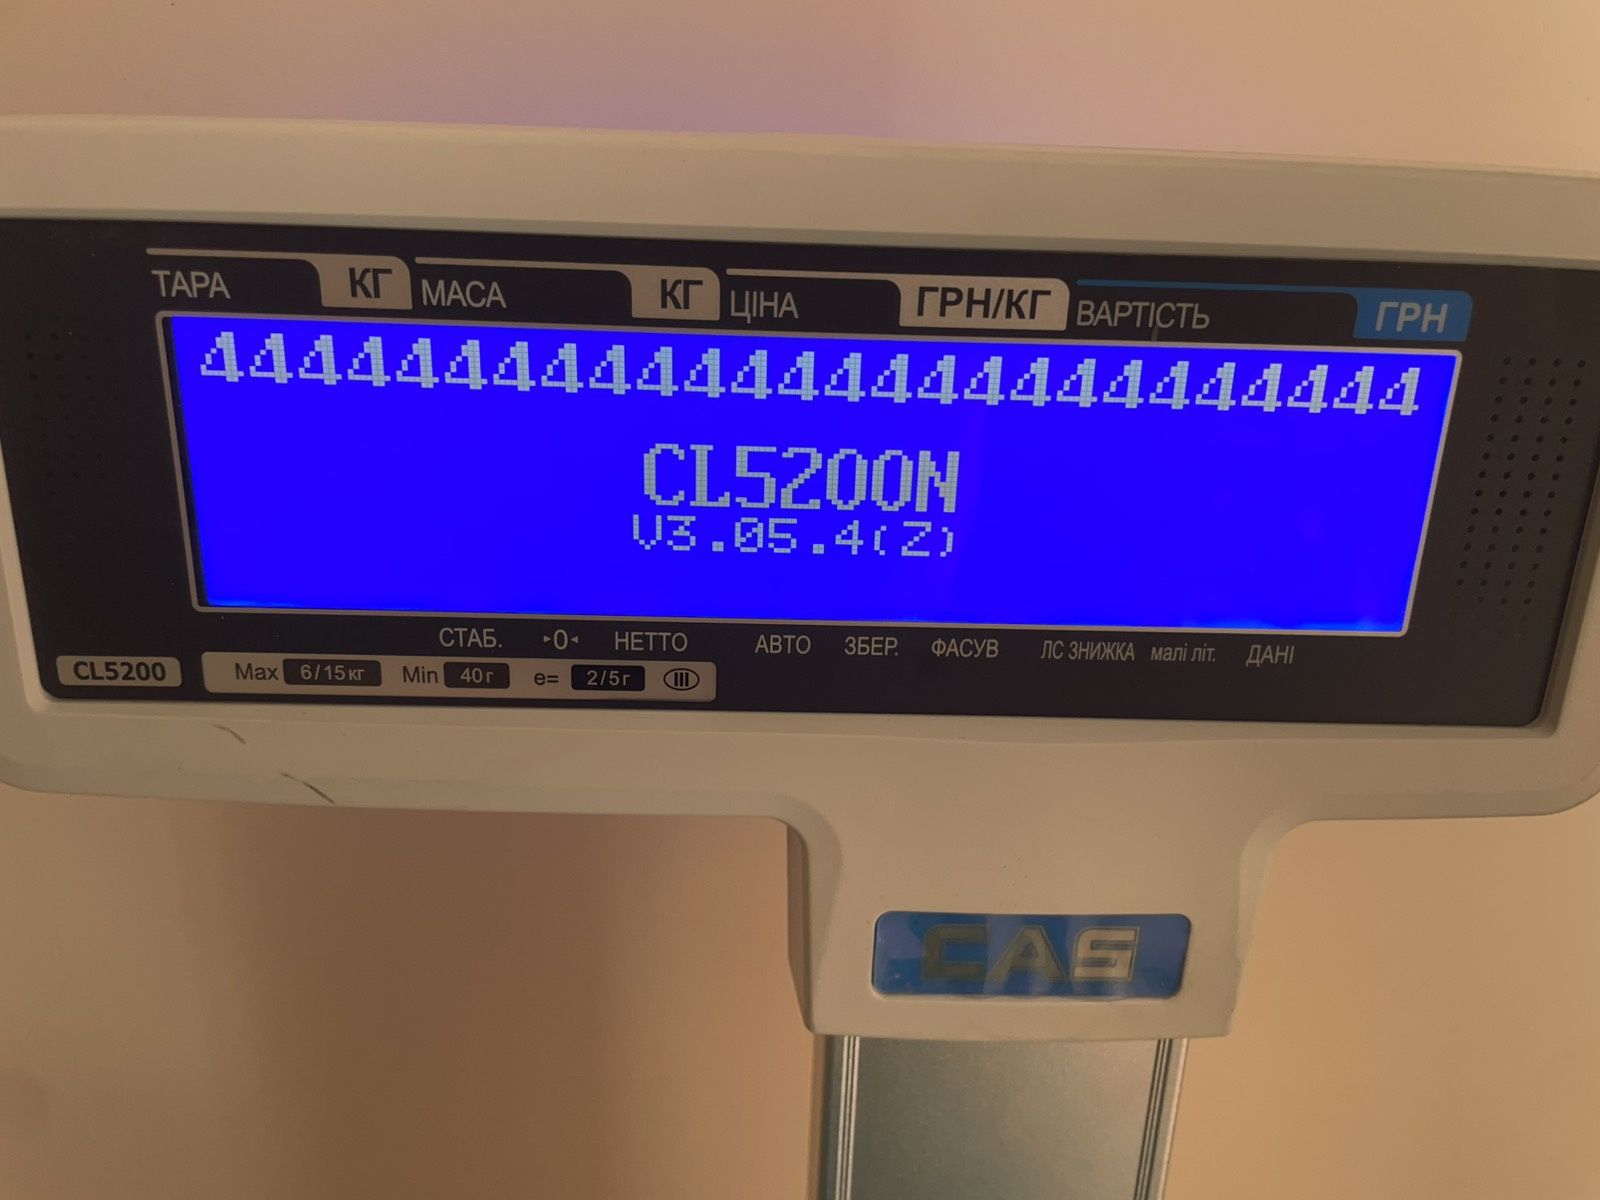 ТАРА КГ МАСА КГ ЦІНА ГРН/КГ ВАРТІСТЬ ГРН
44444444444444444444444444
CL5200N
V3.05.4(Z)
СТАБ. ▸0◂ НЕТТО АВТО ЗБЕР. ФАСУВ ЛС ЗНИЖКА малі літ. ДАНІ
CL5200 Max 6/15кг Min 40г e= 2/5г III
CAS